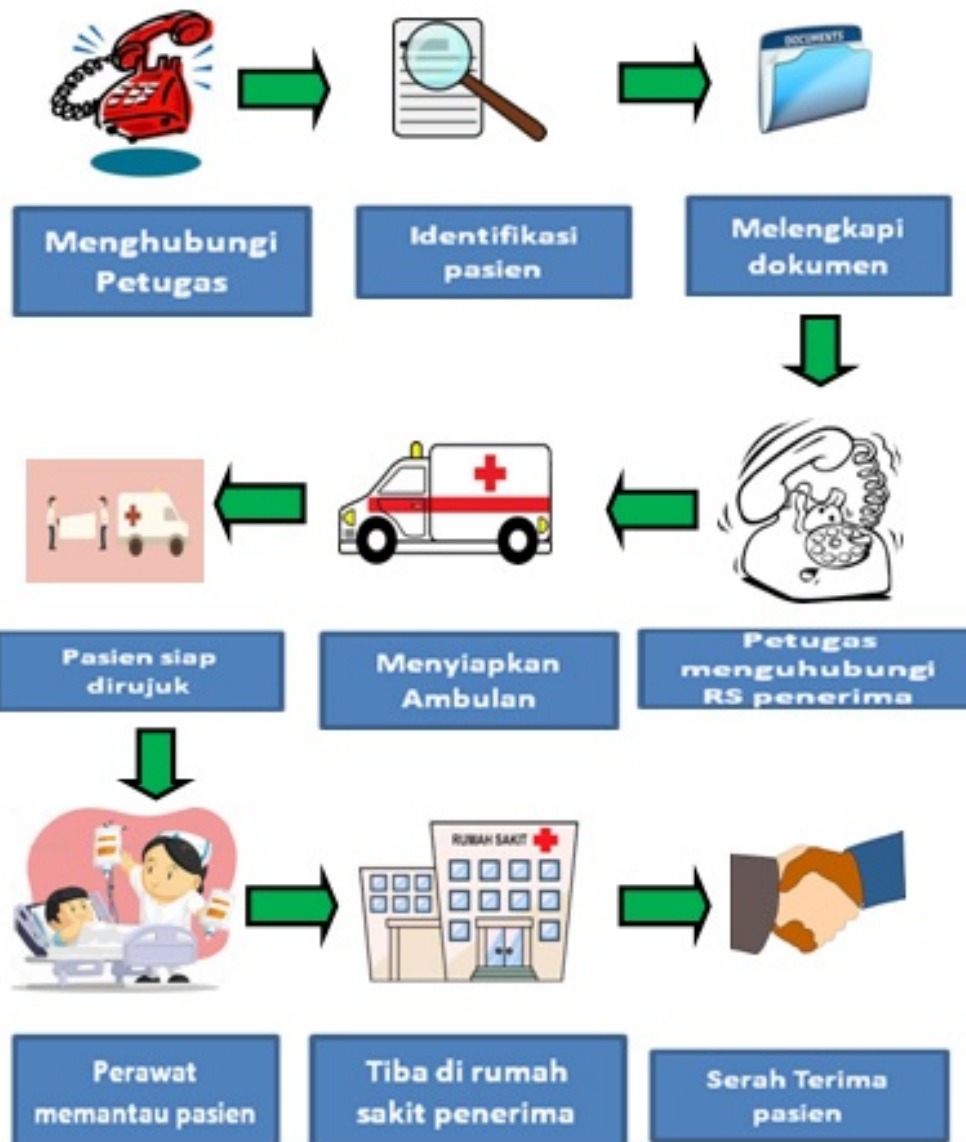 DOCUMENTS
Menghubungi
Petugas
Identifikasi
pasien
Melengkapi
dokumen
Petugas
menguhubungi
RS penerima
Menyiapkan
Ambulan
Pasien siap
dirujuk
RUMAH SAKIT
Perawat
memantau pasien
Tiba di rumah
sakit penerima
Serah Terima
pasien